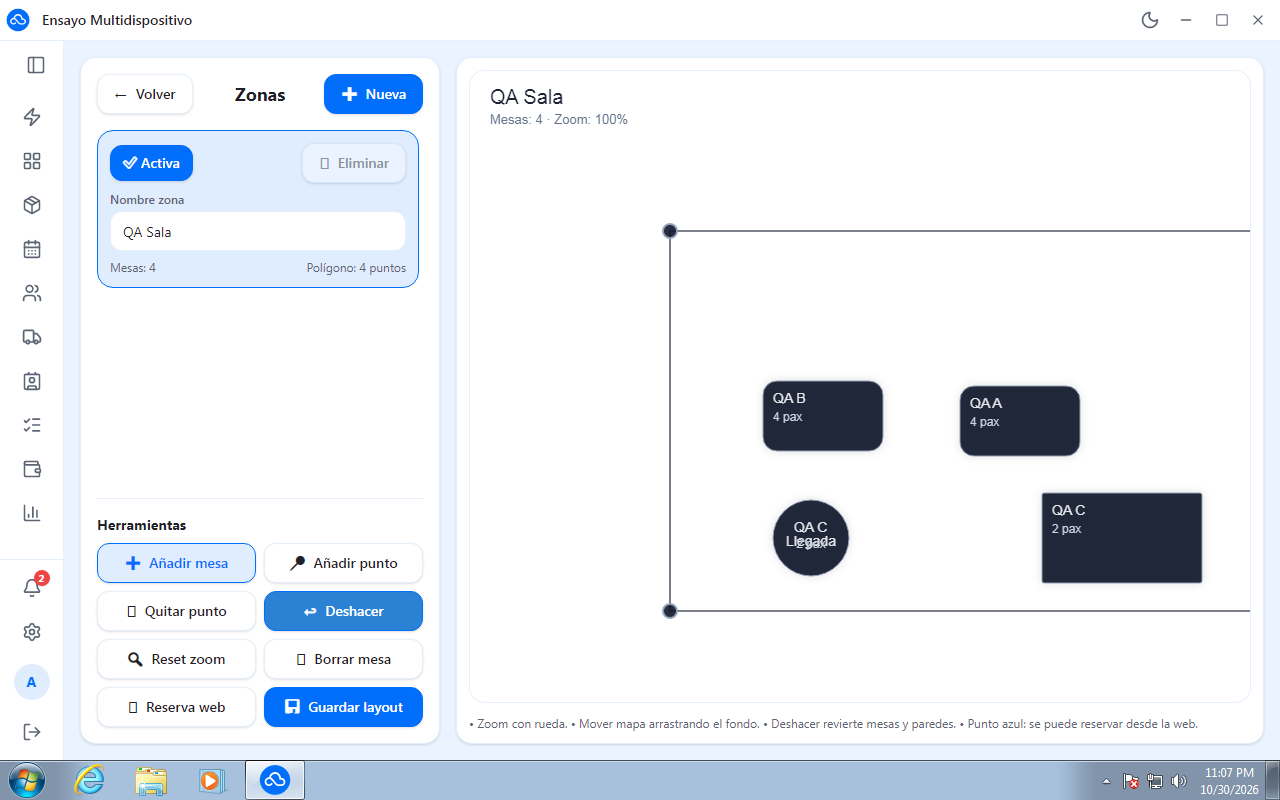 Ensayo Multidispositivo
← Volver
Zonas
Nueva
Activa
Eliminar
Nombre zona
QA Sala
Mesas: 4
Polígono: 4 puntos
Herramientas
Añadir mesa
Añadir punto
Quitar punto
Deshacer
Reset zoom
Borrar mesa
Reserva web
Guardar layout
QA Sala
Mesas: 4 · Zoom: 100%
QA B
4 pax
QA A
4 pax
QA C
Llegada
2 pax
QA C
2 pax
• Zoom con rueda. • Mover mapa arrastrando el fondo. • Deshacer revierte mesas y paredes. • Punto azul: se puede reservar desde la web.
2
A
11:07 PM
10/30/2026